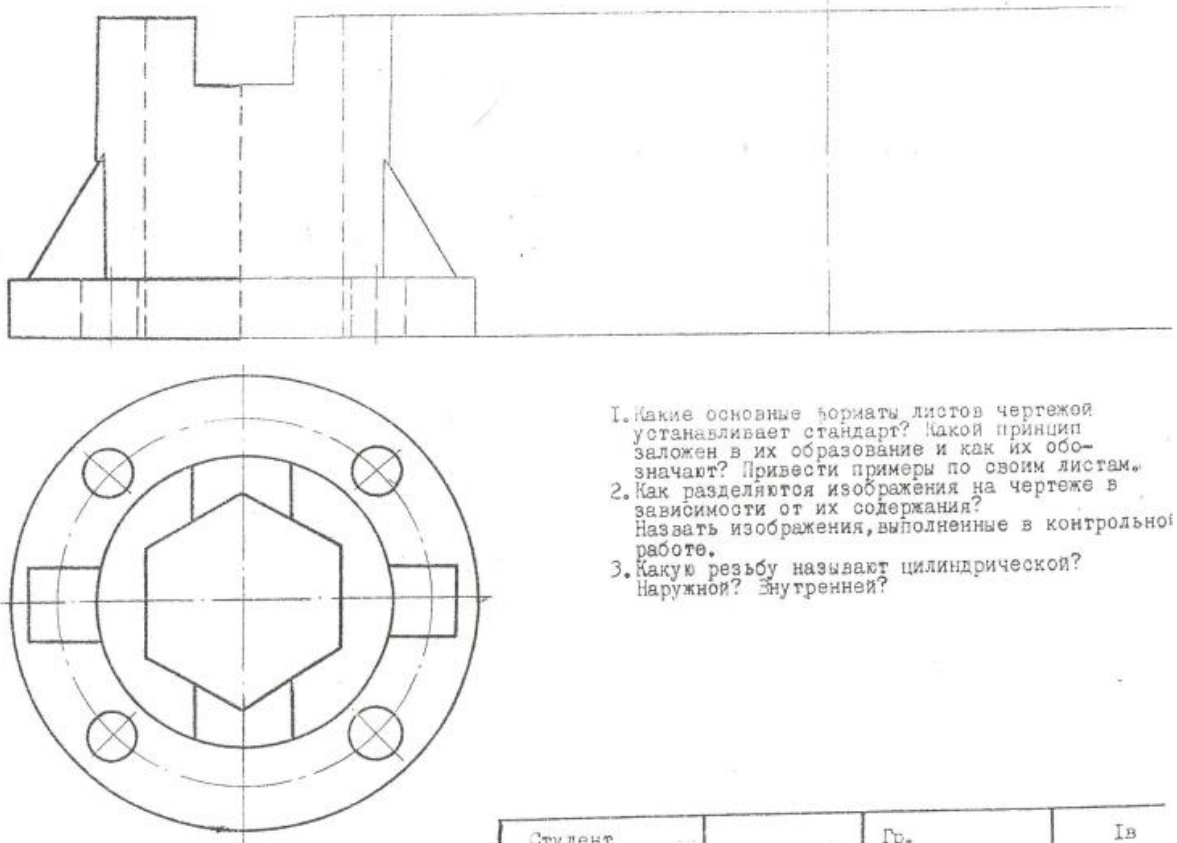 I. Какие основные форматы листов чертежой
устанавливает стандарт? Какой принцип
заложен в их образование и как их обо-
значают? Привести примеры по своим листам.
2. Как разделяются изображения на чертеже в
зависимости от их содержания?
Назвать изображения, выполненные в контрольной
работе.
3. Какую резьбу называют цилиндрической?
Наружной? Внутренней?
Студент Гр. Iв